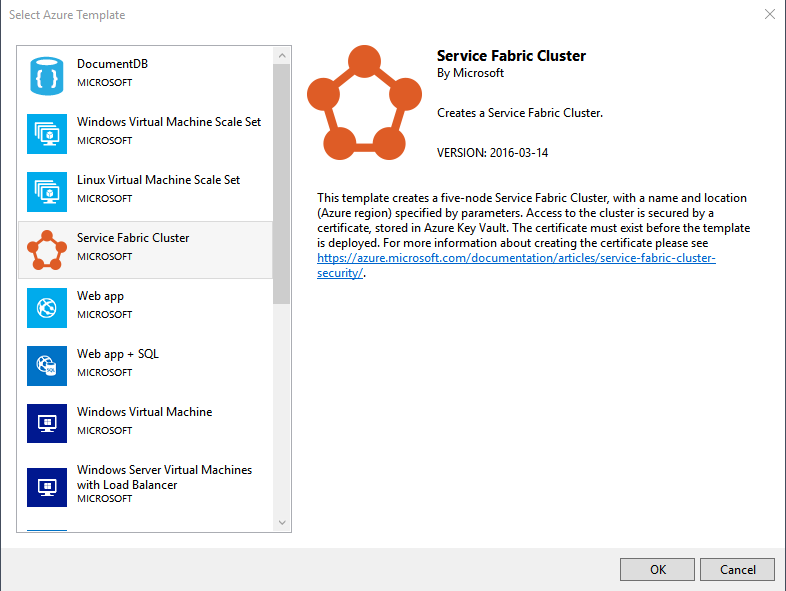 Select Azure Template
DocumentDB
MICROSOFT
Windows Virtual Machine Scale Set
MICROSOFT
Linux Virtual Machine Scale Set
MICROSOFT
Service Fabric Cluster
MICROSOFT
Web app
MICROSOFT
Web app + SQL
MICROSOFT
Windows Virtual Machine
MICROSOFT
Windows Server Virtual Machines
with Load Balancer
MICROSOFT
Service Fabric Cluster
By Microsoft
Creates a Service Fabric Cluster.
VERSION: 2016-03-14
This template creates a five-node Service Fabric Cluster, with a name and location
(Azure region) specified by parameters. Access to the cluster is secured by a
certificate, stored in Azure Key Vault. The certificate must exist before the template
is deployed. For more information about creating the certificate please see
https://azure.microsoft.com/documentation/articles/service-fabric-cluster-
security/.
OK
Cancel